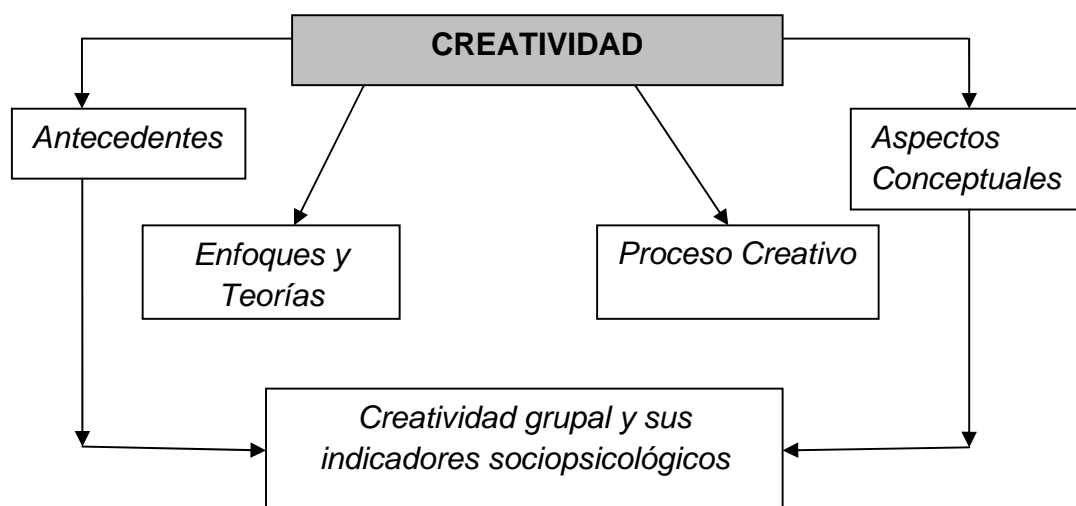 CREATIVIDAD
Antecedentes
Aspectos
Conceptuales
Enfoques y
Teorías
Proceso Creativo
Creatividad grupal y sus
indicadores sociopsicológicos